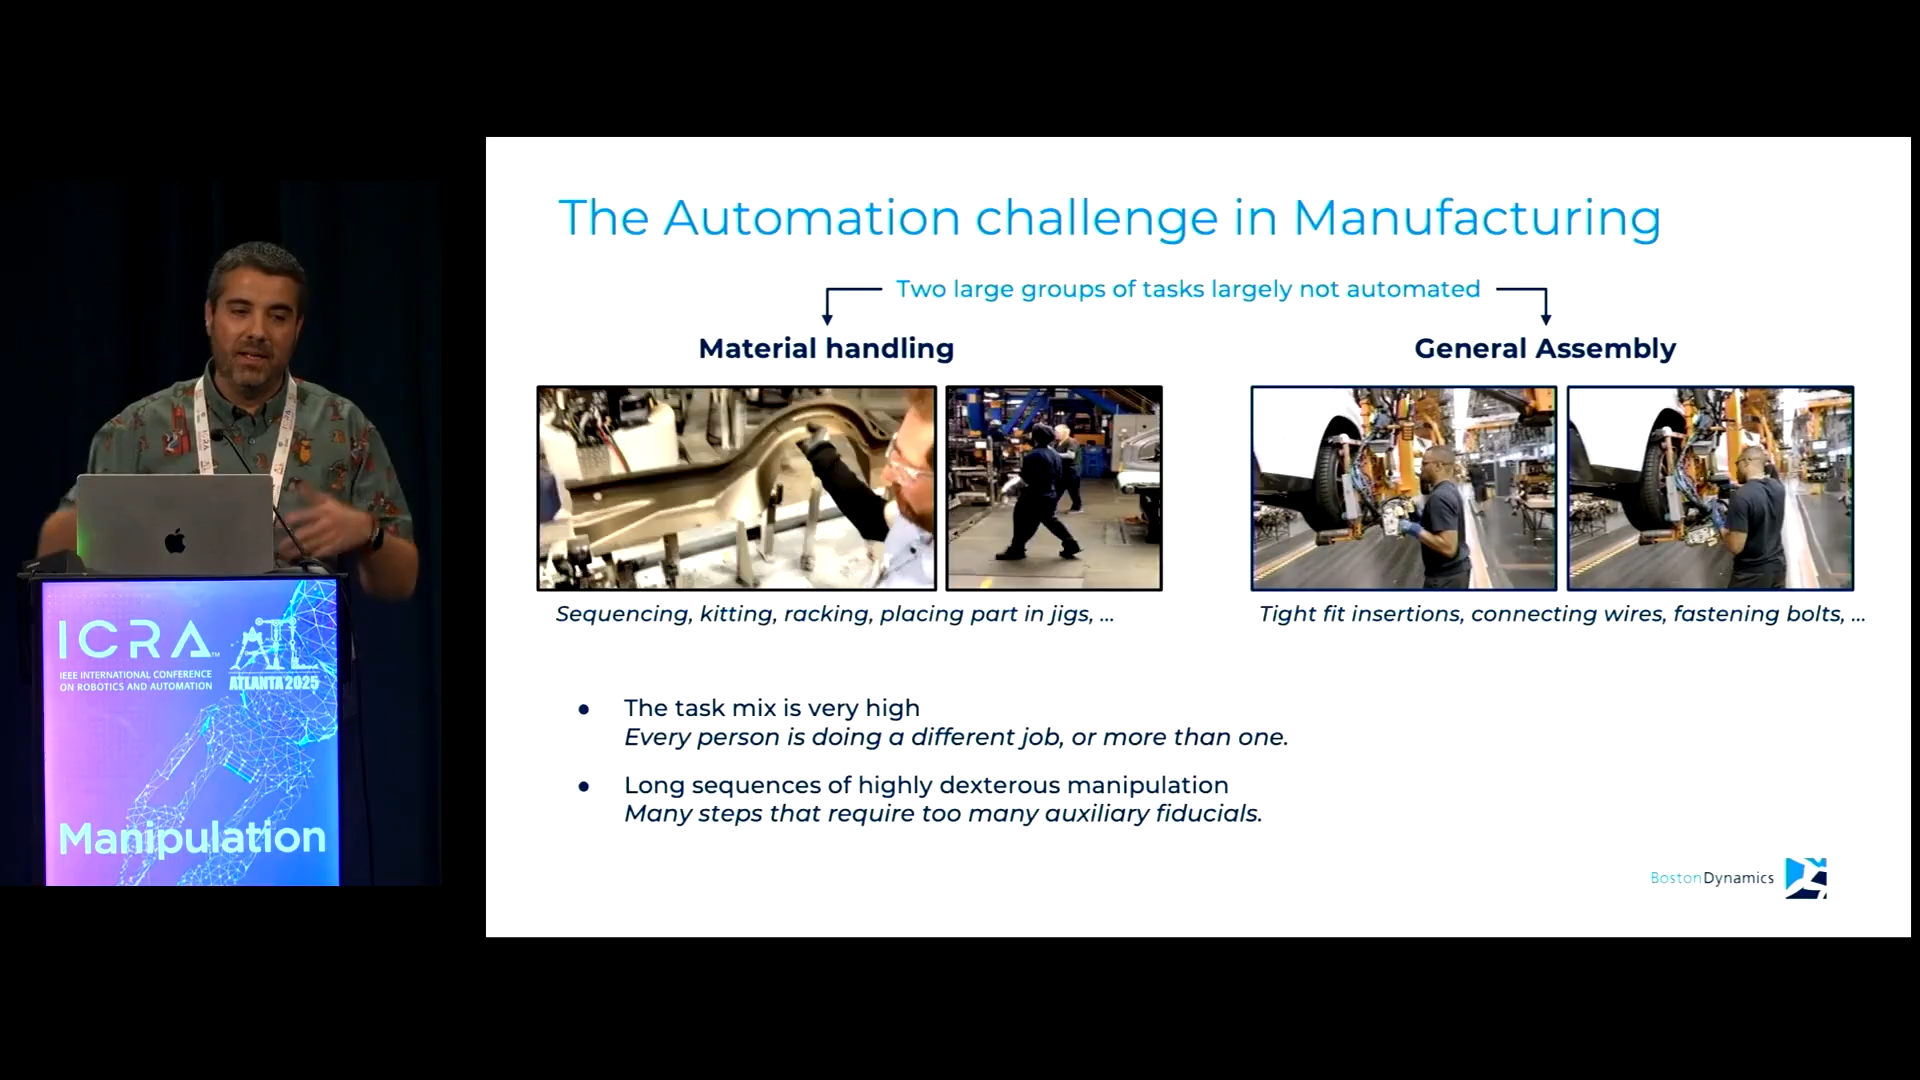 The Automation challenge in Manufacturing
Two large groups of tasks largely not automated
Material handling
General Assembly
Sequencing, kitting, racking, placing part in jigs, ...
Tight fit insertions, connecting wires, fastening bolts, ...
● The task mix is very high
Every person is doing a different job, or more than one.
● Long sequences of highly dexterous manipulation
Many steps that require too many auxiliary fiducials.
BostonDynamics
ICRA™
IEEE INTERNATIONAL CONFERENCE
ON ROBOTICS AND AUTOMATION
ATL
ATLANTA 2025
Manipulation
ICRA